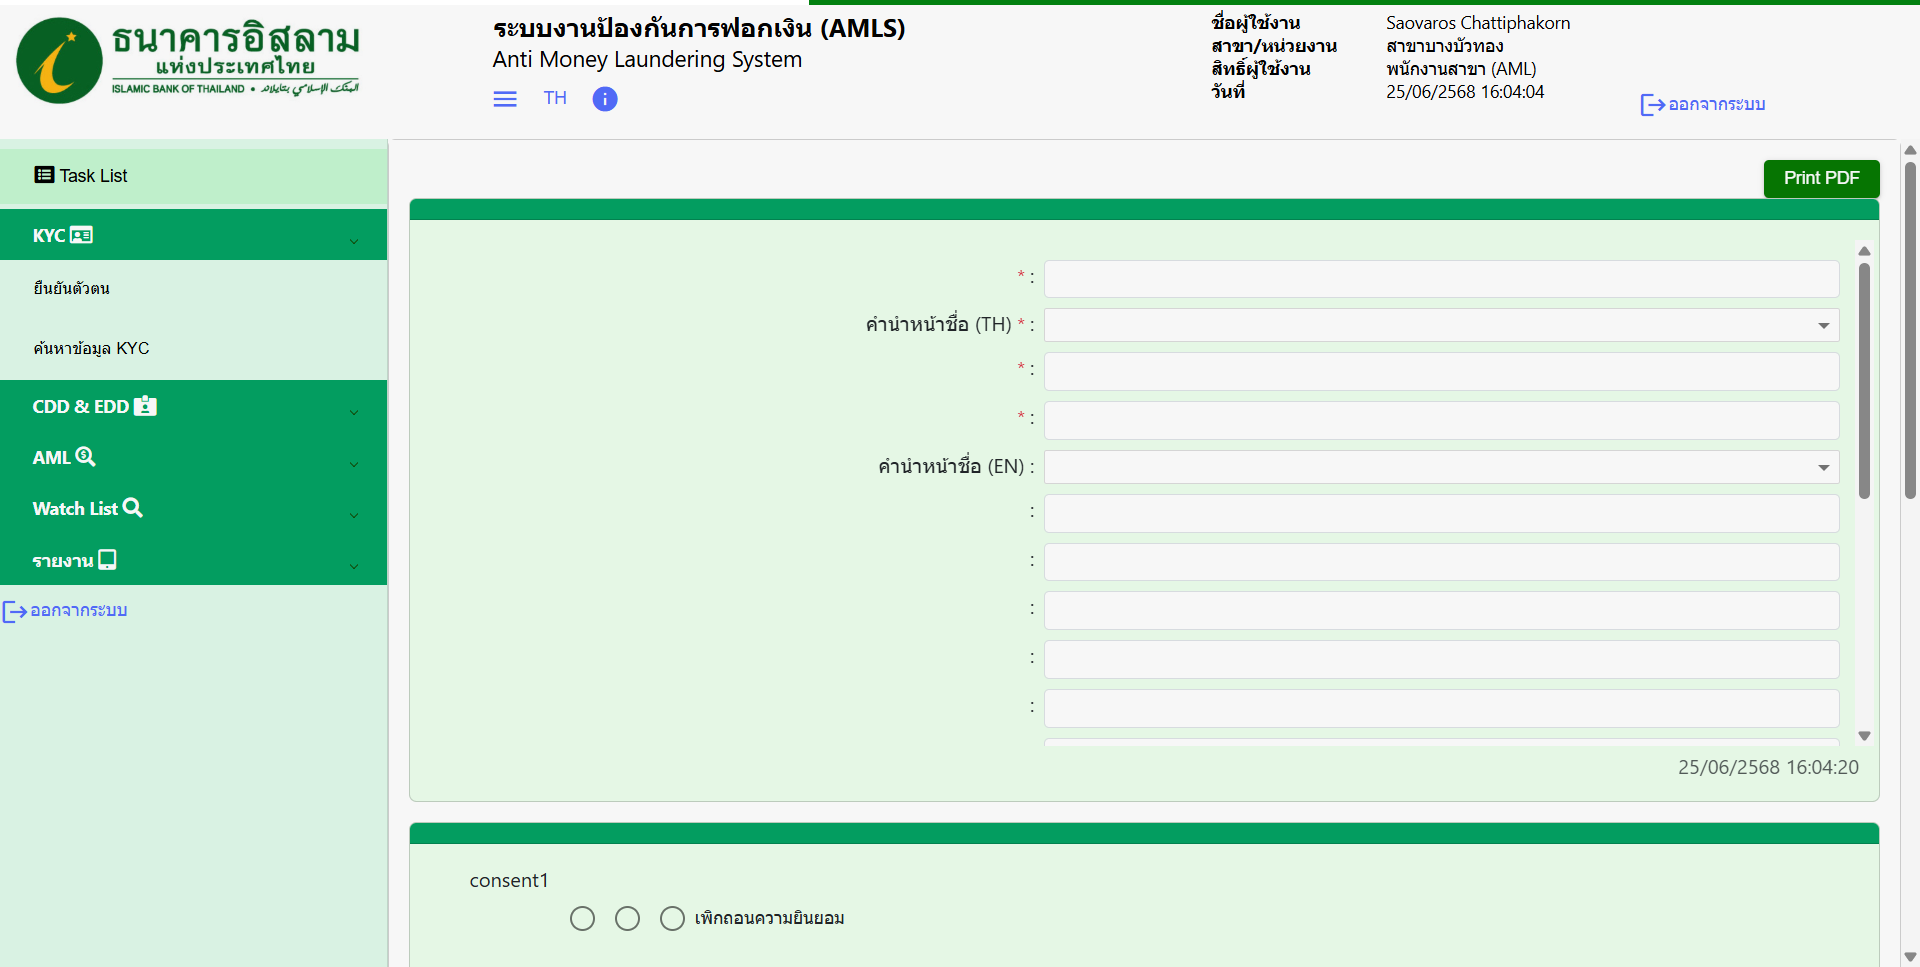 ธนาคารอิสลาม
แห่งประเทศไทย
ISLAMIC BANK OF THAILAND •
ระบบงานป้องกันการฟอกเงิน (AMLS)
Anti Money Laundering System
TH
ชื่อผู้ใช้งาน Saovaros Chattiphakorn
สาขา/หน่วยงาน สาขาบางบัวทอง
สิทธิ์ผู้ใช้งาน พนักงานสาขา (AML)
วันที่ 25/06/2568 16:04:04
ออกจากระบบ
Task List
KYC
ยืนยันตัวตน
ค้นหาข้อมูล KYC
CDD & EDD
AML
Watch List
รายงาน
ออกจากระบบ
Print PDF
* :
คำนำหน้าชื่อ (TH) * :
* :
* :
คำนำหน้าชื่อ (EN) :
:
:
:
:
:
25/06/2568 16:04:20
consent1
เพิกถอนความยินยอม